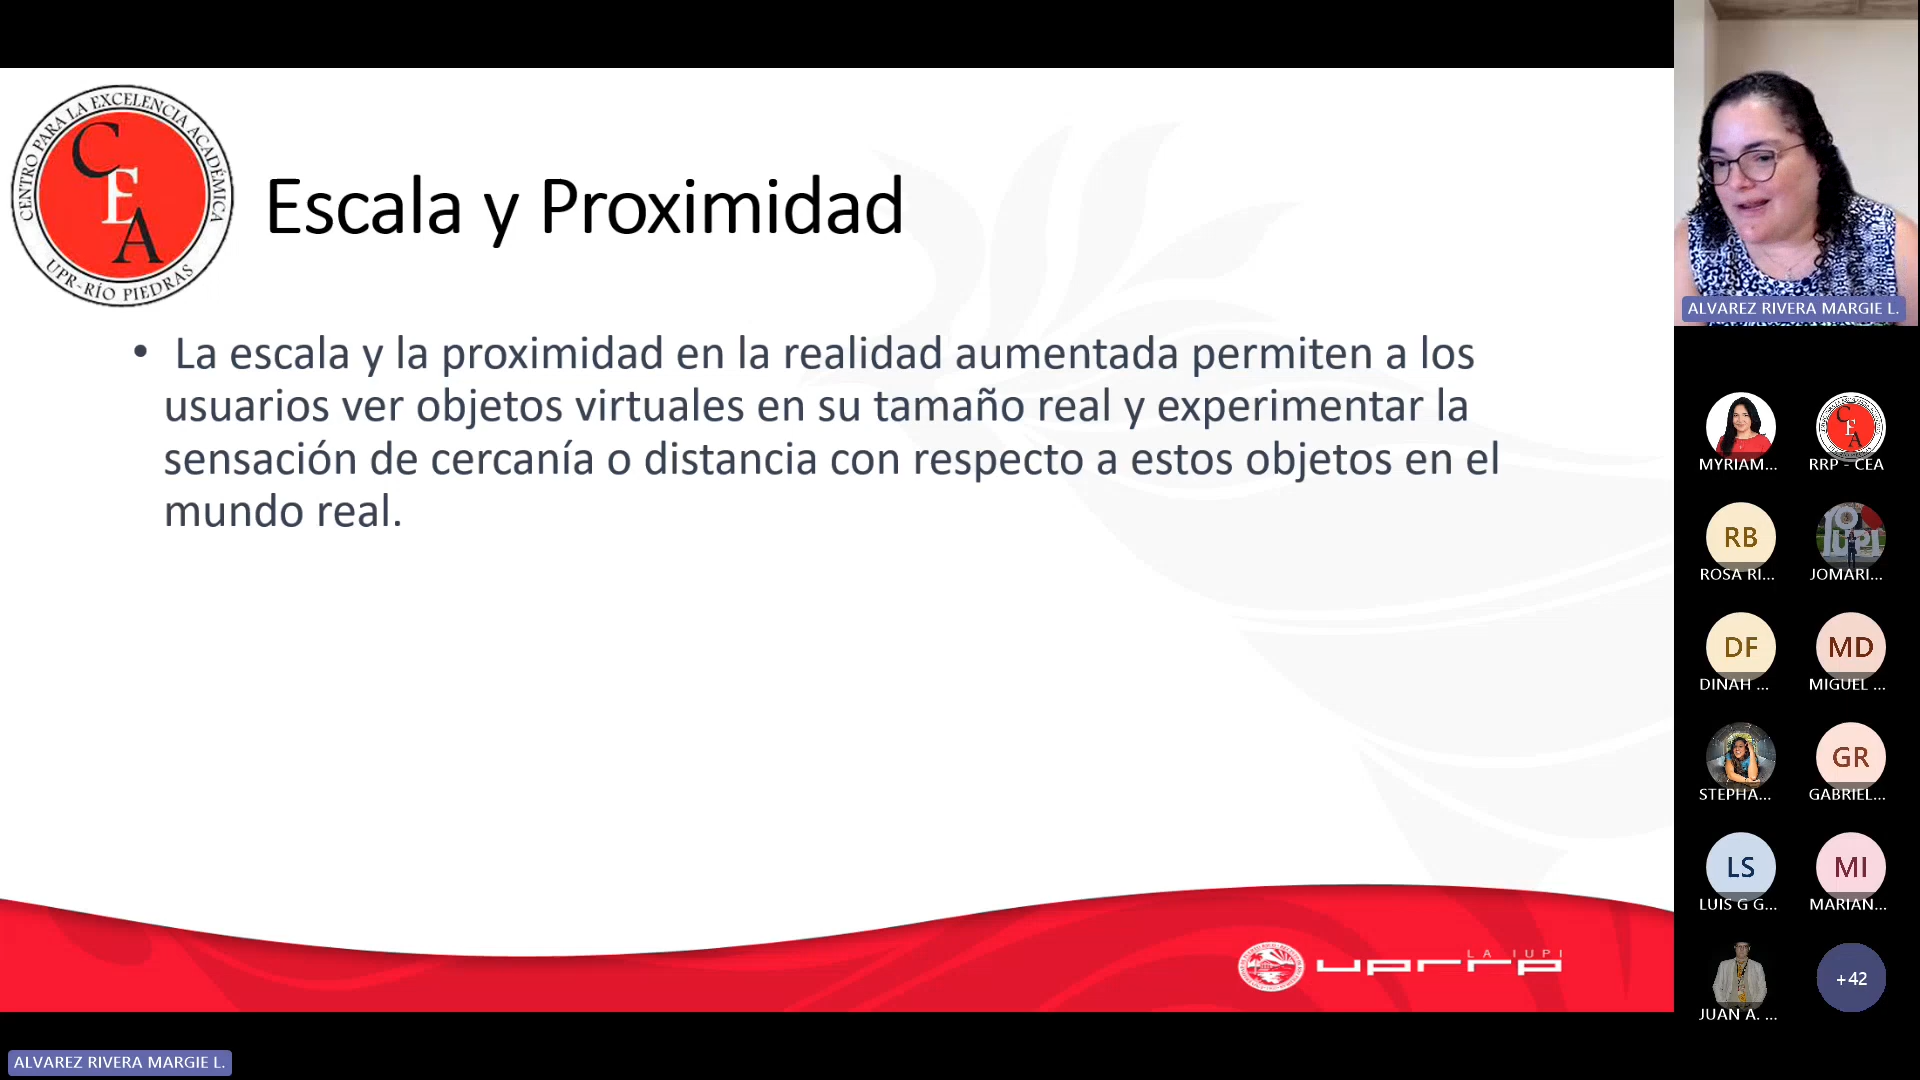 CENTRO PARA LA EXCELENCIA ACADÉMICA
CEA
UPR-RÍO PIEDRAS
Escala y Proximidad
• La escala y la proximidad en la realidad aumentada permiten a los
usuarios ver objetos virtuales en su tamaño real y experimentar la
sensación de cercanía o distancia con respecto a estos objetos en el
mundo real.
LA IUPI
uprrp
ALVAREZ RIVERA MARGIE L.
MYRIAM...
RRP - CEA
RB
ROSA RI...
IUPI
JOMARI...
DF
DINAH ...
MD
MIGUEL ...
STEPHA...
GR
GABRIEL...
LS
LUIS G G...
MI
MARIAN...
JUAN A. ...
+42
ALVAREZ RIVERA MARGIE L.